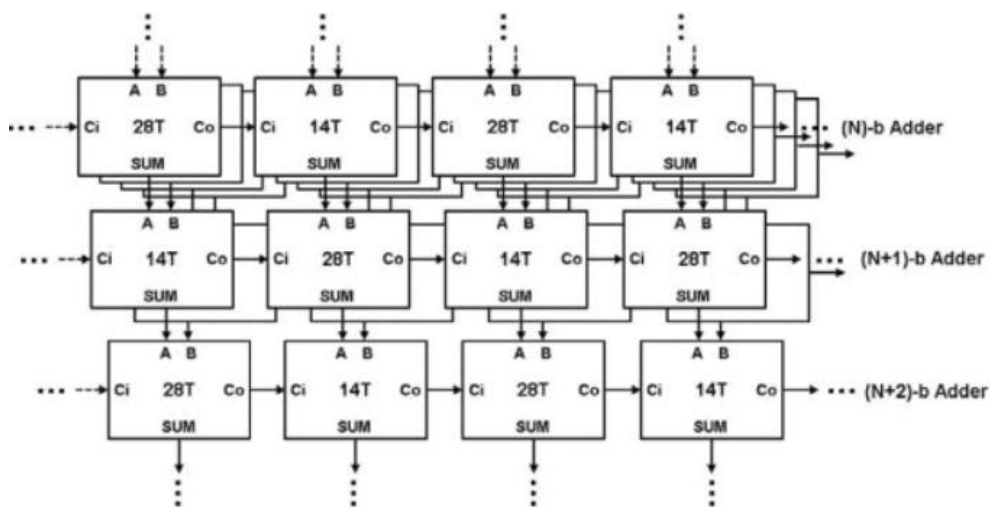 A B A B A B A B
Ci 28T Co Ci 14T Co Ci 28T Co Ci 14T Co (N)-b Adder
SUM SUM SUM SUM
A B A B A B A B
Ci 14T Co Ci 28T Co Ci 14T Co Ci 28T Co (N+1)-b Adder
SUM SUM SUM SUM
A B A B A B A B
Ci 28T Co Ci 14T Co Ci 28T Co Ci 14T Co (N+2)-b Adder
SUM SUM SUM SUM